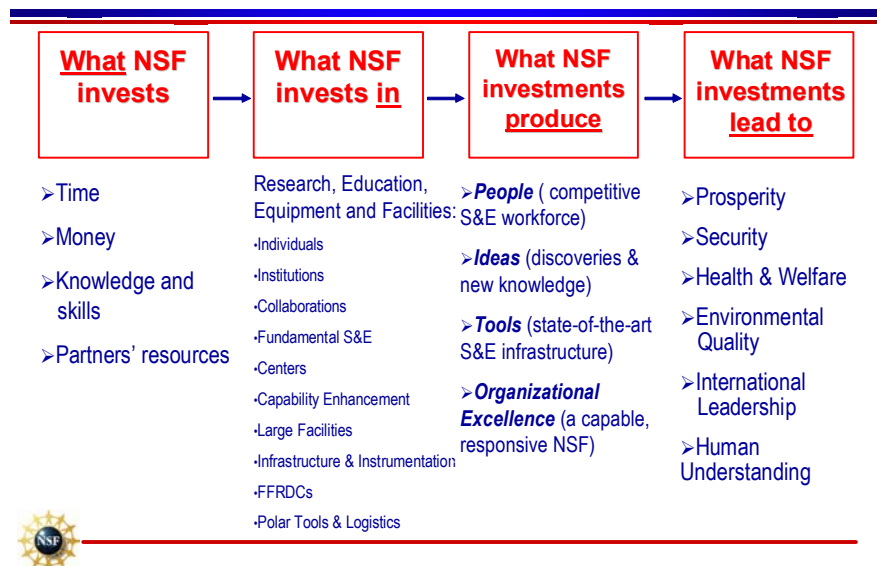 What NSF
invests
What NSF
invests in
What NSF
investments
produce
What NSF
investments
lead to
➢Time
➢Money
➢Knowledge and
skills
➢Partners’ resources
Research, Education,
Equipment and Facilities:
•Individuals
•Institutions
•Collaborations
•Fundamental S&E
•Centers
•Capability Enhancement
•Large Facilities
•Infrastructure & Instrumentation
•FFRDCs
•Polar Tools & Logistics
➢People ( competitive
S&E workforce)
➢Ideas (discoveries &
new knowledge)
➢Tools (state-of-the-art
S&E infrastructure)
➢Organizational
Excellence (a capable,
responsive NSF)
➢Prosperity
➢Security
➢Health & Welfare
➢Environmental
Quality
➢International
Leadership
➢Human
Understanding
NSF